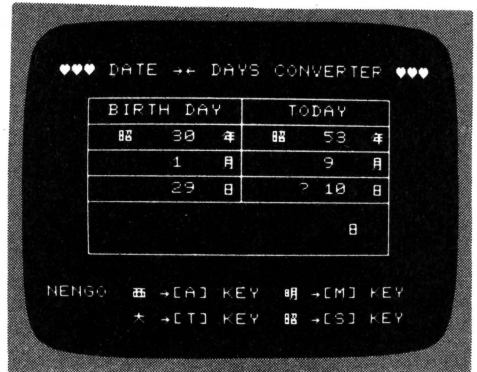 ♥♥♥ DATE →← DAYS CONVERTER ♥♥♥
BIRTH DAY TODAY
昭 30 年 昭 53 年
1 月 9 月
29 日 ? 10 日
日
NENGO 西 →[A] KEY 明 →[M] KEY
大 →[T] KEY 昭 →[S] KEY